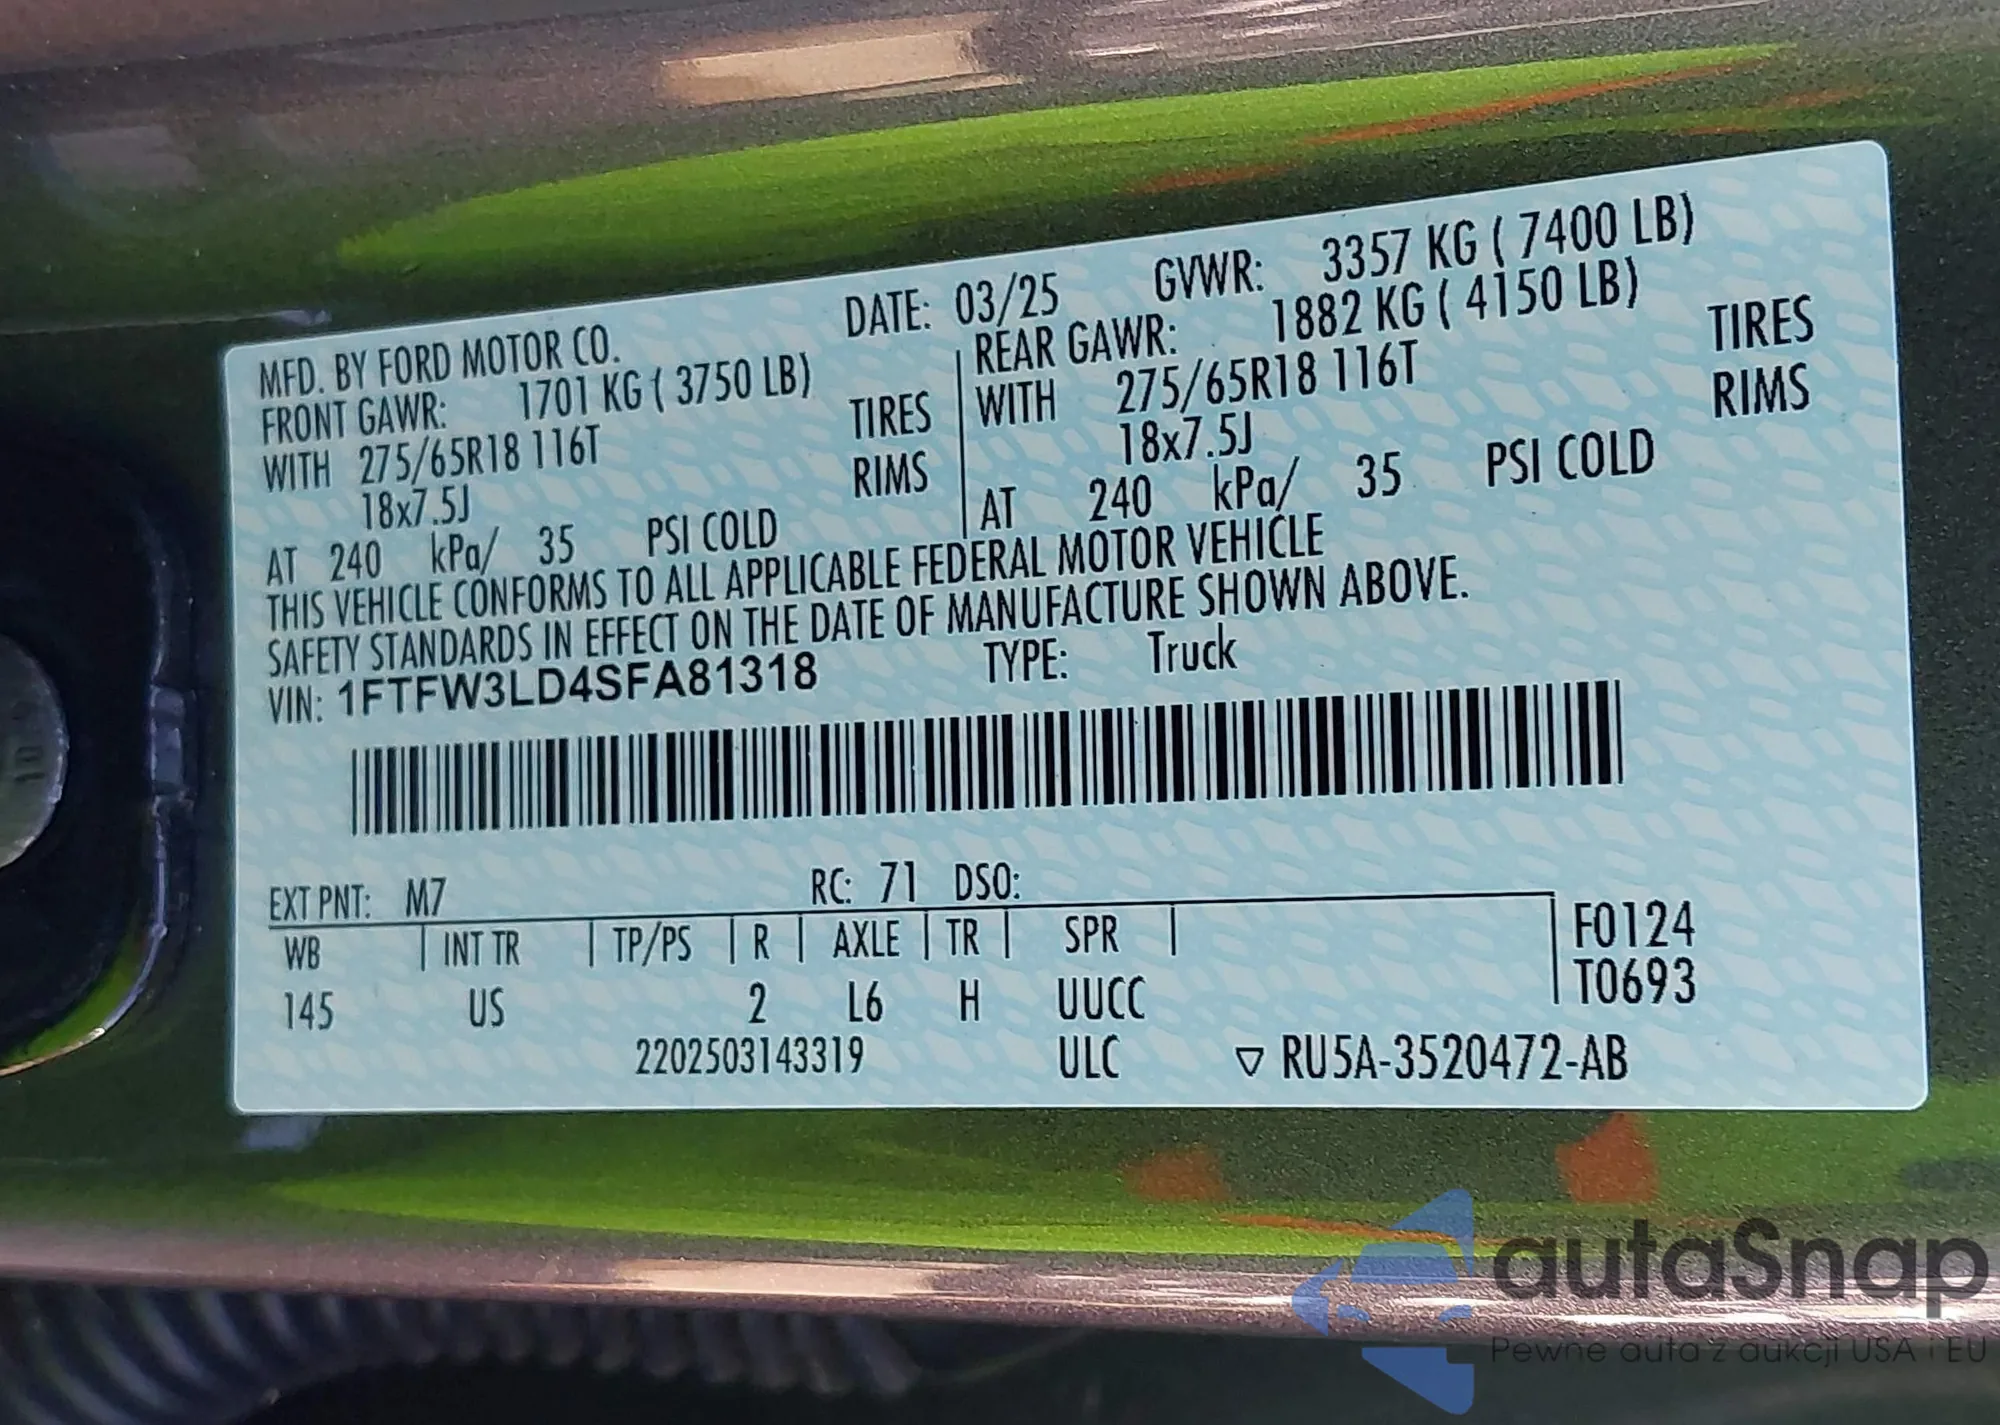 MFD. BY FORD MOTOR CO. DATE: 03/25 GVWR: 3357 KG ( 7400 LB)
FRONT GAWR: 1701 KG ( 3750 LB) REAR GAWR: 1882 KG ( 4150 LB)
WITH 275/65R18 116T TIRES WITH 275/65R18 116T TIRES
18x7.5J RIMS 18x7.5J RIMS
AT 240 kPa/ 35 PSI COLD AT 240 kPa/ 35 PSI COLD
THIS VEHICLE CONFORMS TO ALL APPLICABLE FEDERAL MOTOR VEHICLE
SAFETY STANDARDS IN EFFECT ON THE DATE OF MANUFACTURE SHOWN ABOVE.
VIN: 1FTFW3LD4SFA81318 TYPE: Truck
EXT PNT: M7 RC: 71 DSO:
WB INT TR TP/PS R AXLE TR SPR F0124
145 US 2 L6 H UUCC T0693
2202503143319 ULC ▽ RU5A-3520472-AB
autaSnap
Pewne auta z aukcji USA i EU